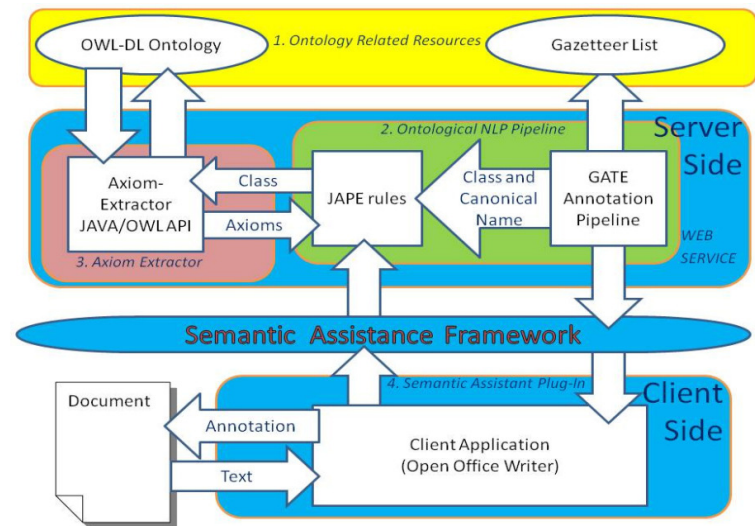 OWL-DL Ontology
1. Ontology Related Resources
Gazetteer List
2. Ontological NLP Pipeline
Server
Side
Axiom-
Extractor
JAVA/OWL API
Class
Axioms
JAPE rules
Class and
Canonical
Name
GATE
Annotation
Pipeline
3. Axiom Extractor
WEB
SERVICE
Semantic Assistance Framework
4. Semantic Assistant Plug-In
Client
Side
Document
Annotation
Text
Client Application
(Open Office Writer)